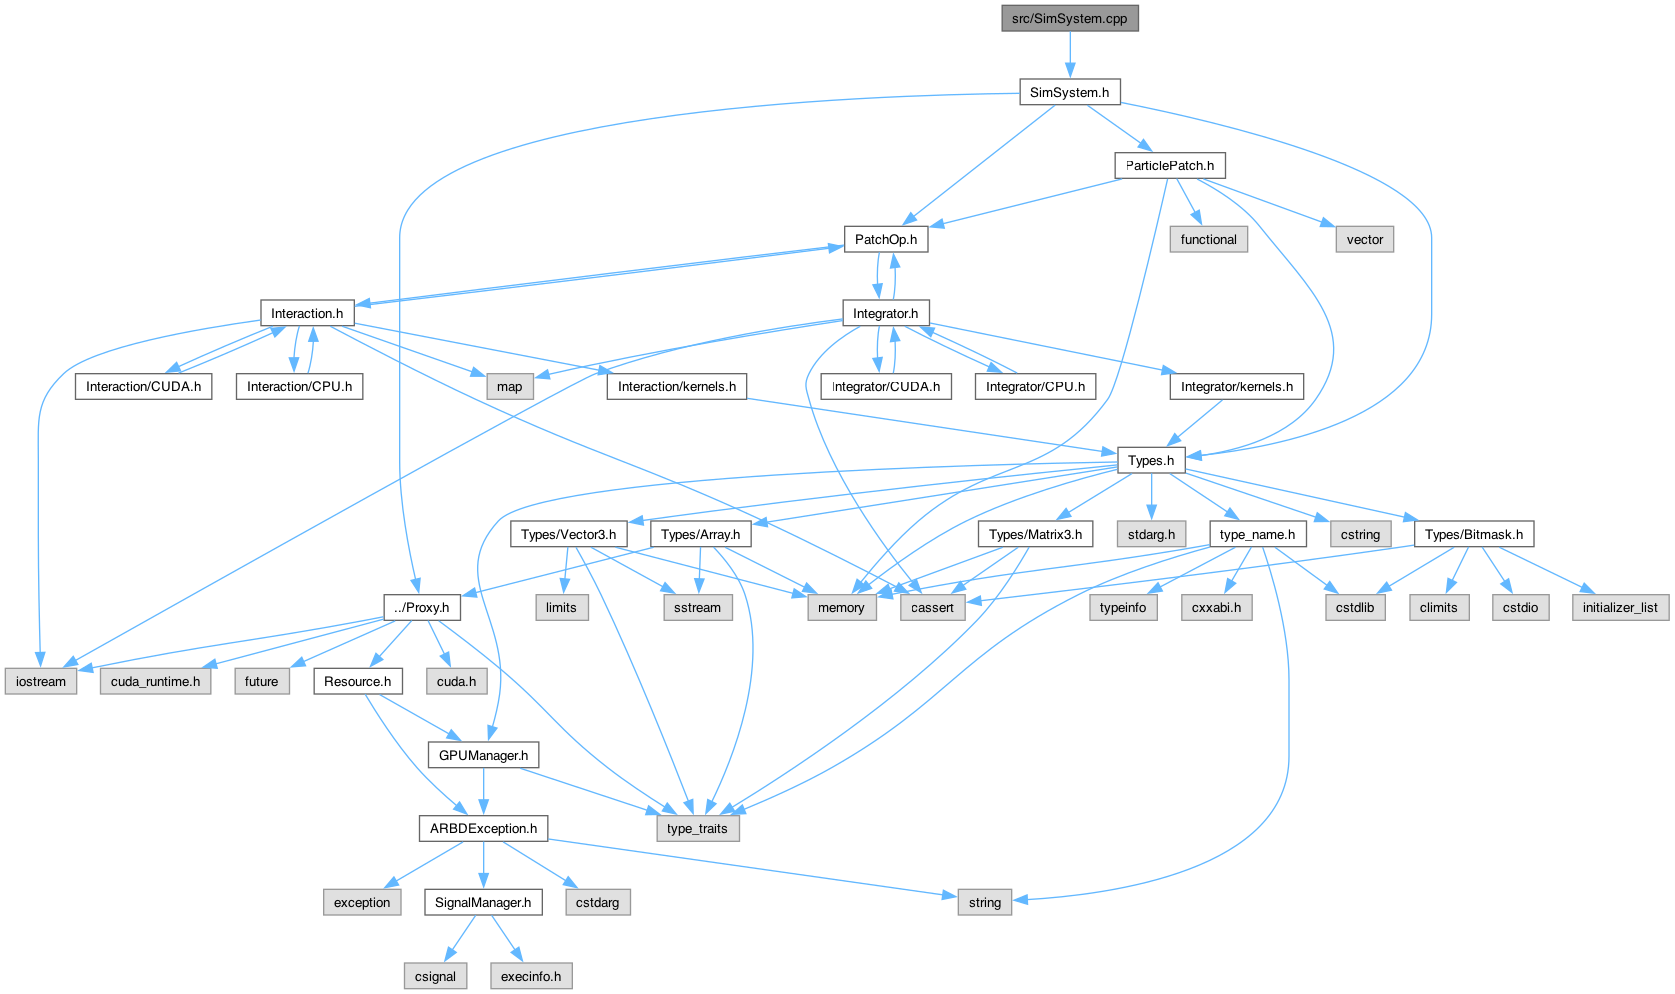 src/SimSystem.cpp
SimSystem.h
ParticlePatch.h
PatchOp.h
functional
vector
Interaction.h
Integrator.h
Interaction/CUDA.h
Interaction/CPU.h
map
Interaction/kernels.h
Integrator/CUDA.h
Integrator/CPU.h
Integrator/kernels.h
Types.h
Types/Vector3.h
Types/Array.h
Types/Matrix3.h
stdarg.h
type_name.h
cstring
Types/Bitmask.h
../Proxy.h
limits
sstream
memory
cassert
typeinfo
cxxabi.h
cstdlib
climits
cstdio
initializer_list
iostream
cuda_runtime.h
future
Resource.h
cuda.h
GPUManager.h
ARBDException.h
type_traits
exception
SignalManager.h
cstdarg
string
csignal
execinfo.h